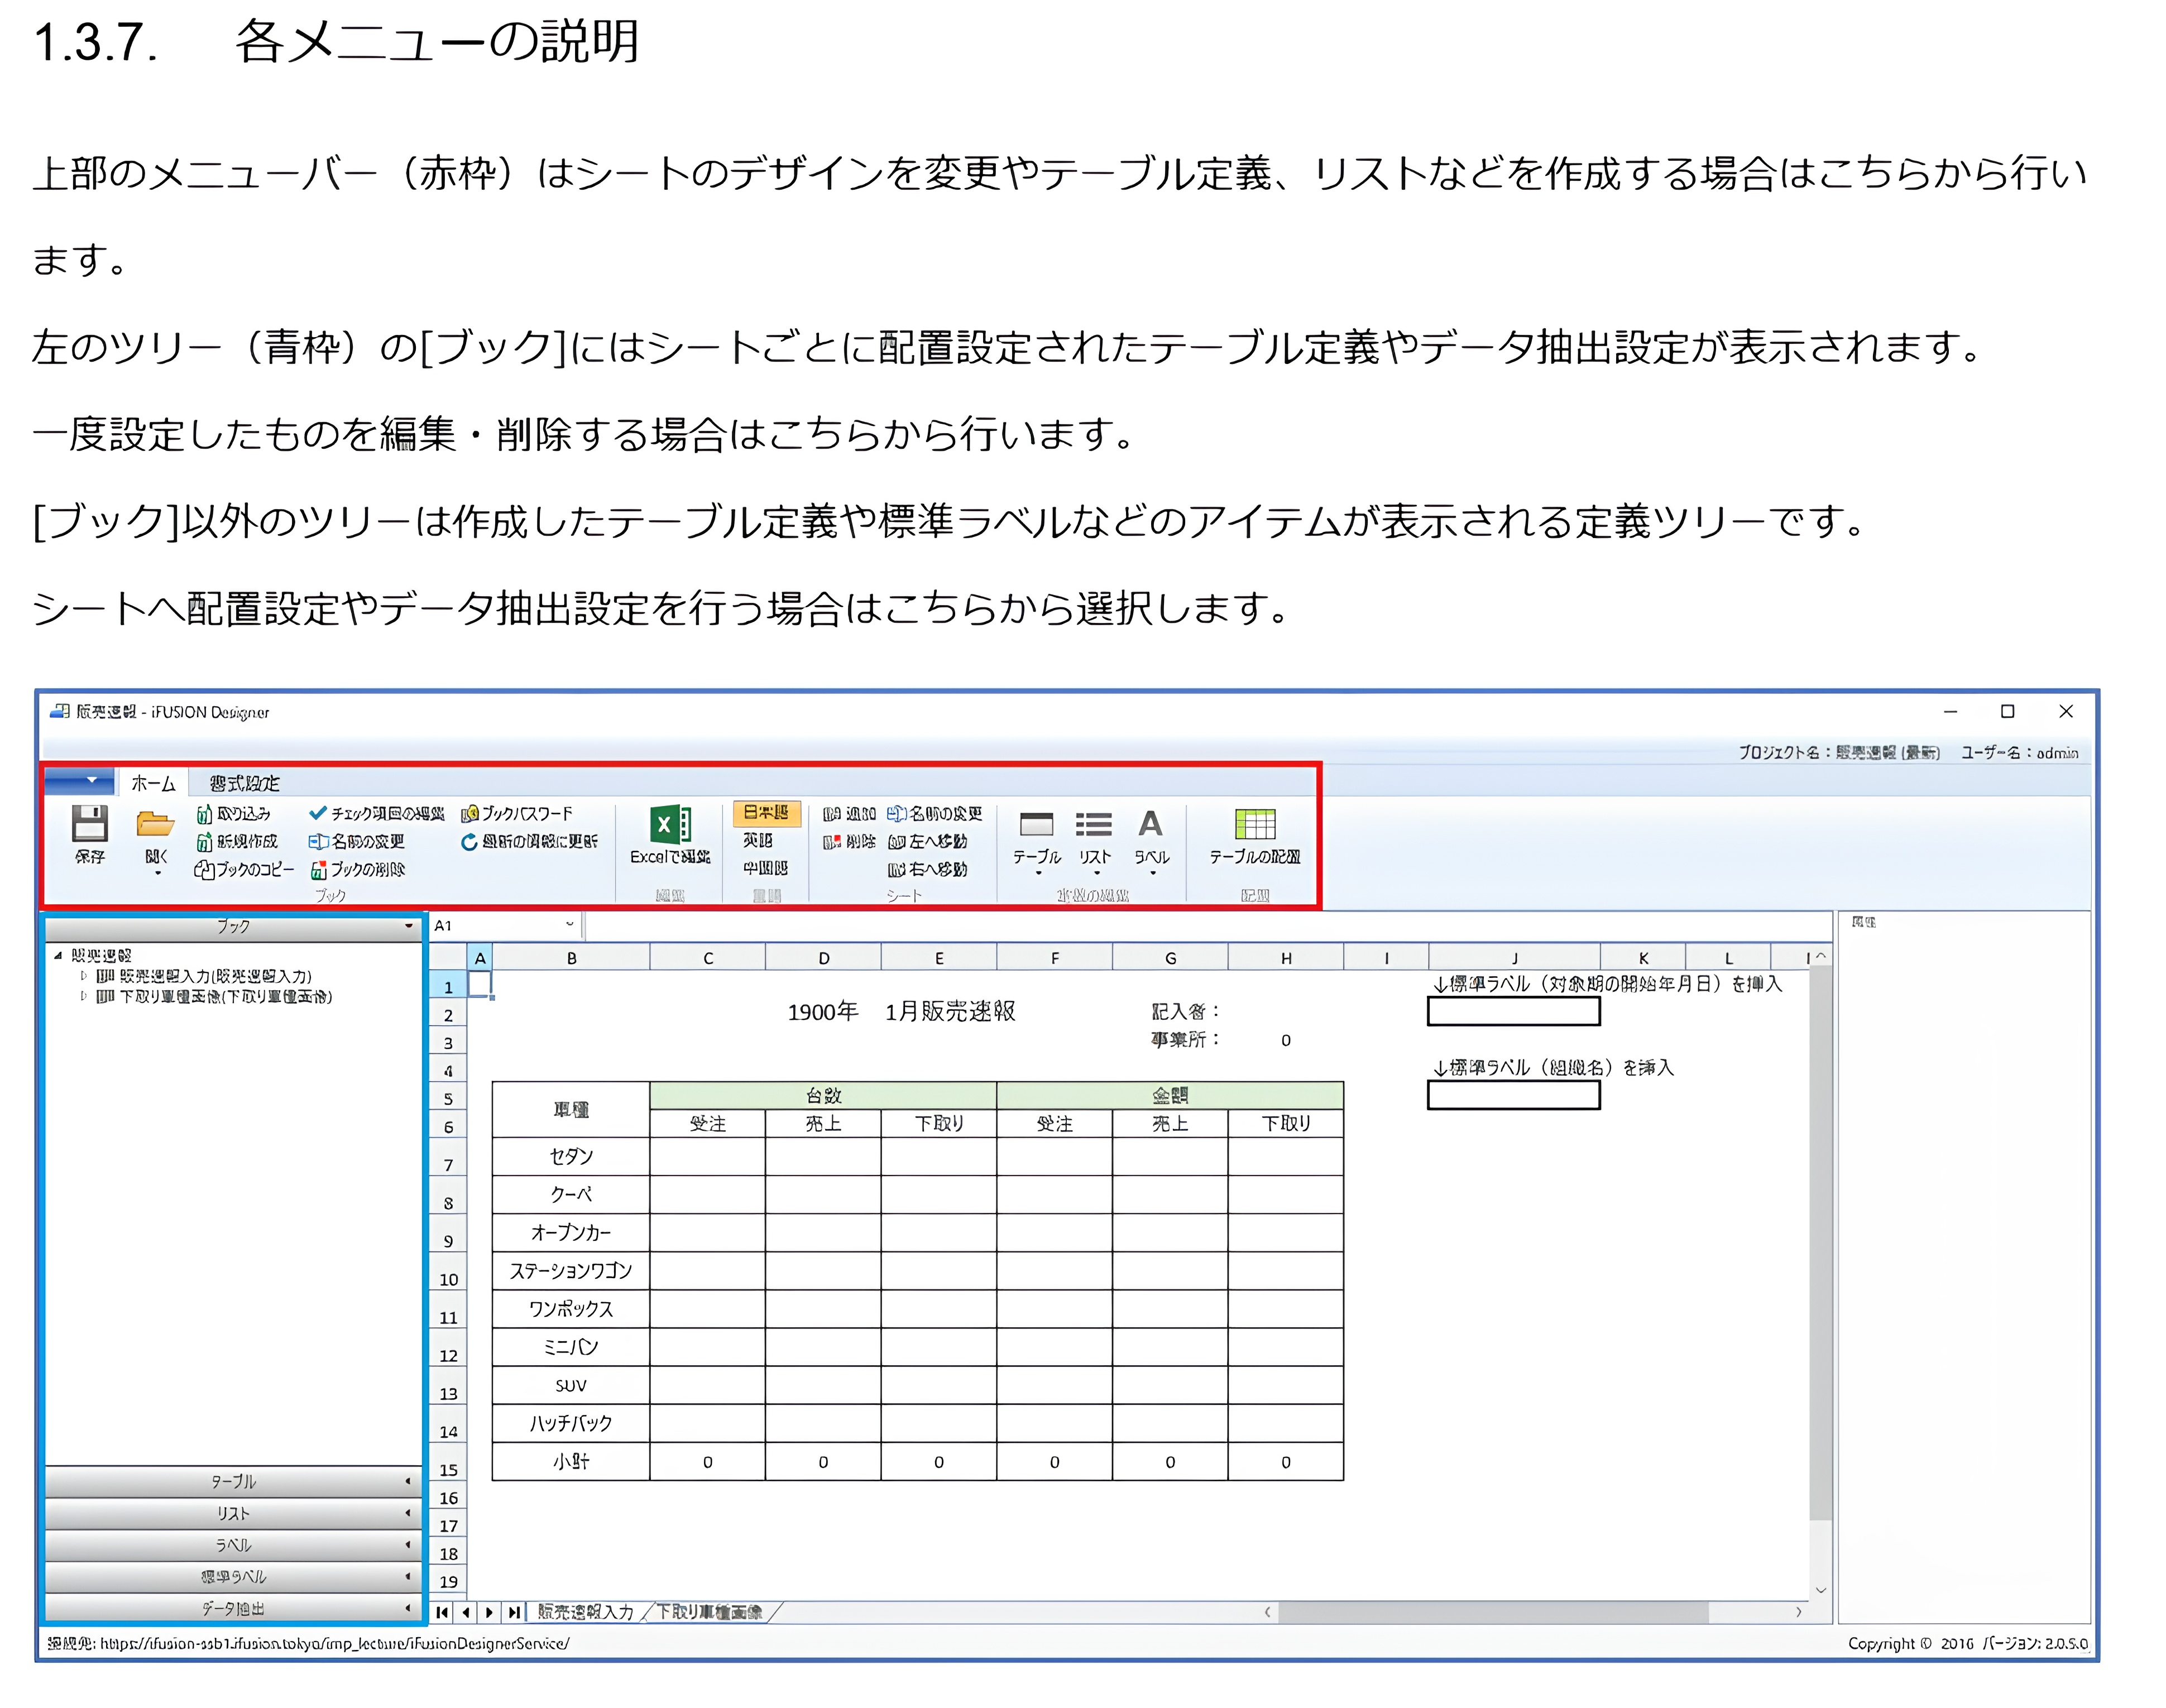 1.3.7. 各メニューの説明
上部のメニューバー（赤枠）はシートのデザインを変更やテーブル定義、リストなどを作成する場合はこちらから行い
ます。
左のツリー（青枠）の[ブック]にはシートごとに配置設定されたテーブル定義やデータ抽出設定が表示されます。
一度設定したものを編集・削除する場合はこちらから行います。
[ブック]以外のツリーは作成したテーブル定義や標準ラベルなどのアイテムが表示される定義ツリーです。
シートへ配置設定やデータ抽出設定を行う場合はこちらから選択します。
販売速報 - iFUSION Designer
プロジェクト名：販売速報 (最新) ユーザー名：admin
ホーム 書式設定
取り込み チェック項目の編集 ブックパスワード 日本語 追加 名前の変更
新規作成 名前の変更 最新の情報に更新 英語 削除 左へ移動
保存 開く Excelで編集 テーブル リスト ラベル テーブルの配置
ブックのコピー ブックの削除 中国語 右へ移動
ブック シート 配置
ブック A1
販売速報
販売速報入力(販売速報入力)
下取り車種画像(下取り車種画像)
A B C D E F G H I J K L
1 ↓標準ラベル（対象期の開始年月日）を挿入
2 1900年 1月販売速報 記入者：
3 事業所： 0
4 ↓標準ラベル（組織名）を挿入
5 車種 台数 金額
6 受注 売上 下取り 受注 売上 下取り
7 セダン
8 クーペ
9 オープンカー
10 ステーションワゴン
11 ワンボックス
12 ミニバン
13 SUV
14 ハッチバック
15 小計 0 0 0 0 0 0
16
17
18
19
テーブル
リスト
ラベル
標準ラベル
データ抽出
販売速報入力 下取り車種画像
接続先: https://ifusion-ssb1.ifusion.tokyo/imp_lecture/iFusionDesignerService/
Copyright © 2016 バージョン: 2.0.5.0